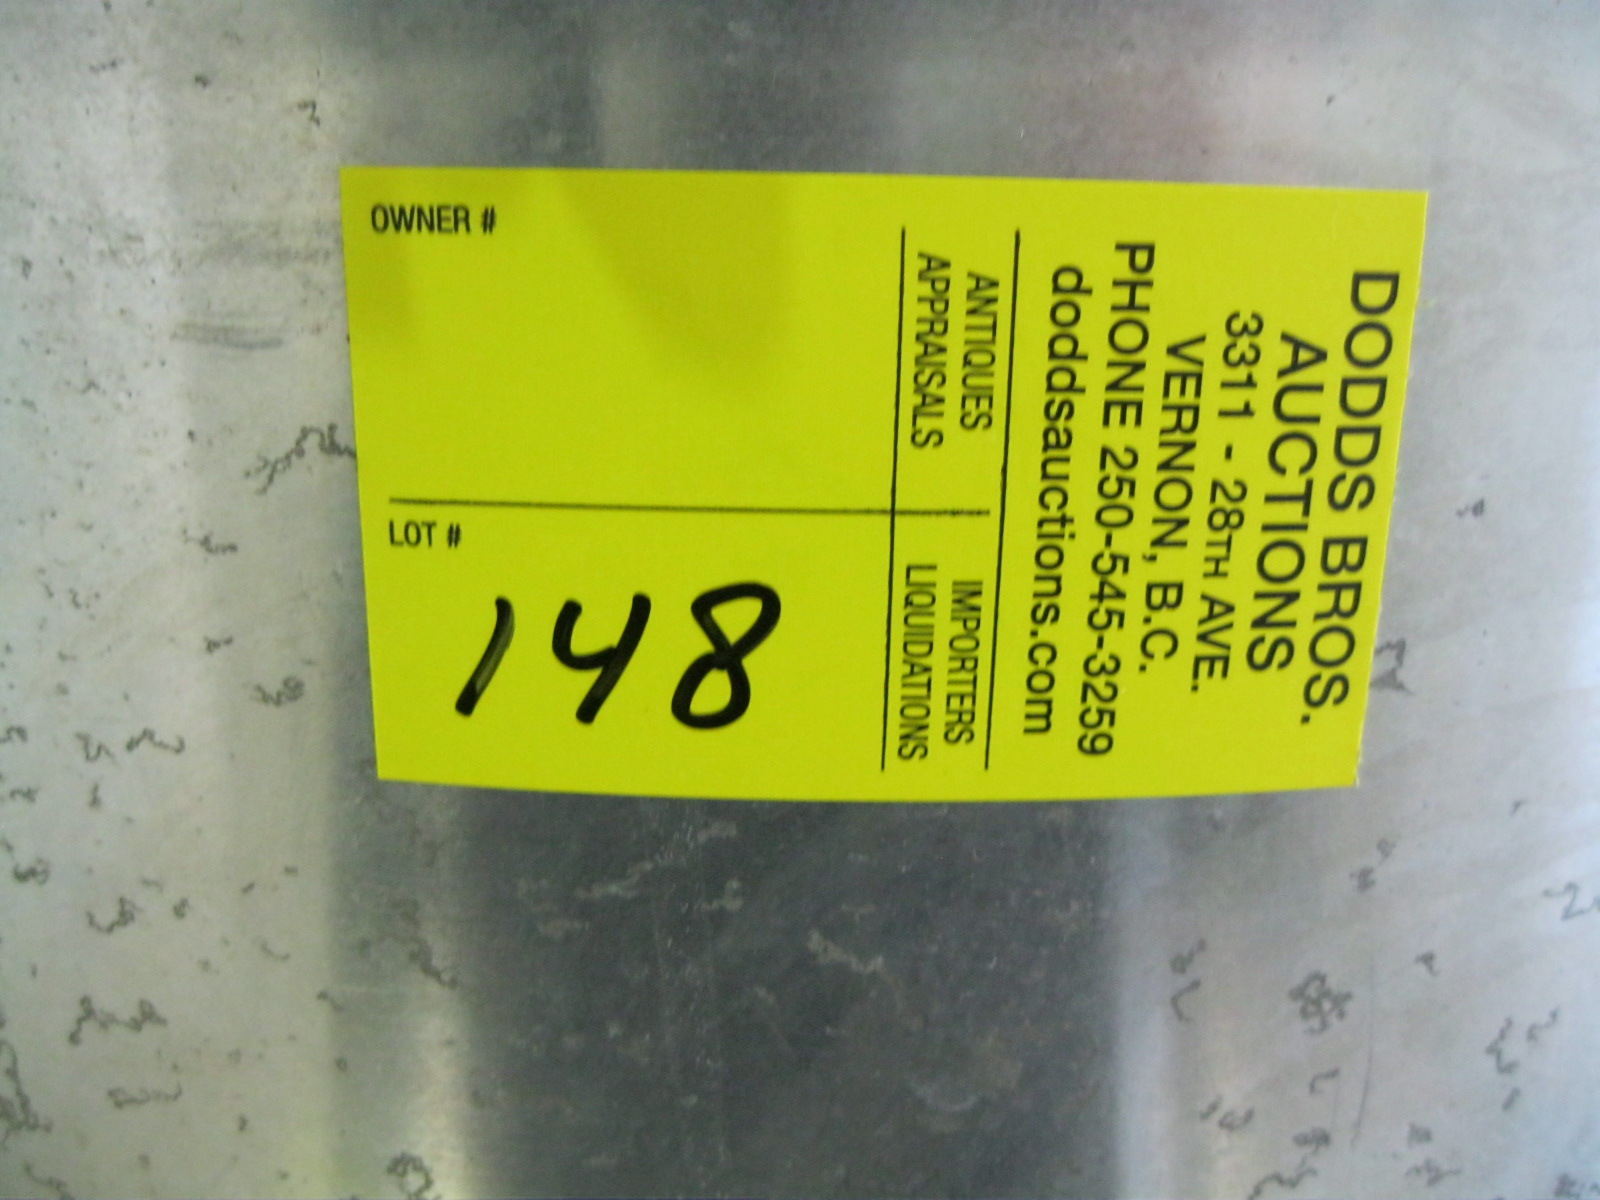 DODDS BROS.
AUCTIONS
3311 - 28TH AVE.
VERNON, B.C.
PHONE 250-545-3259
doddsauctions.com
ANTIQUES IMPORTERS
APPRAISALS LIQUIDATIONS
OWNER #
LOT #
148